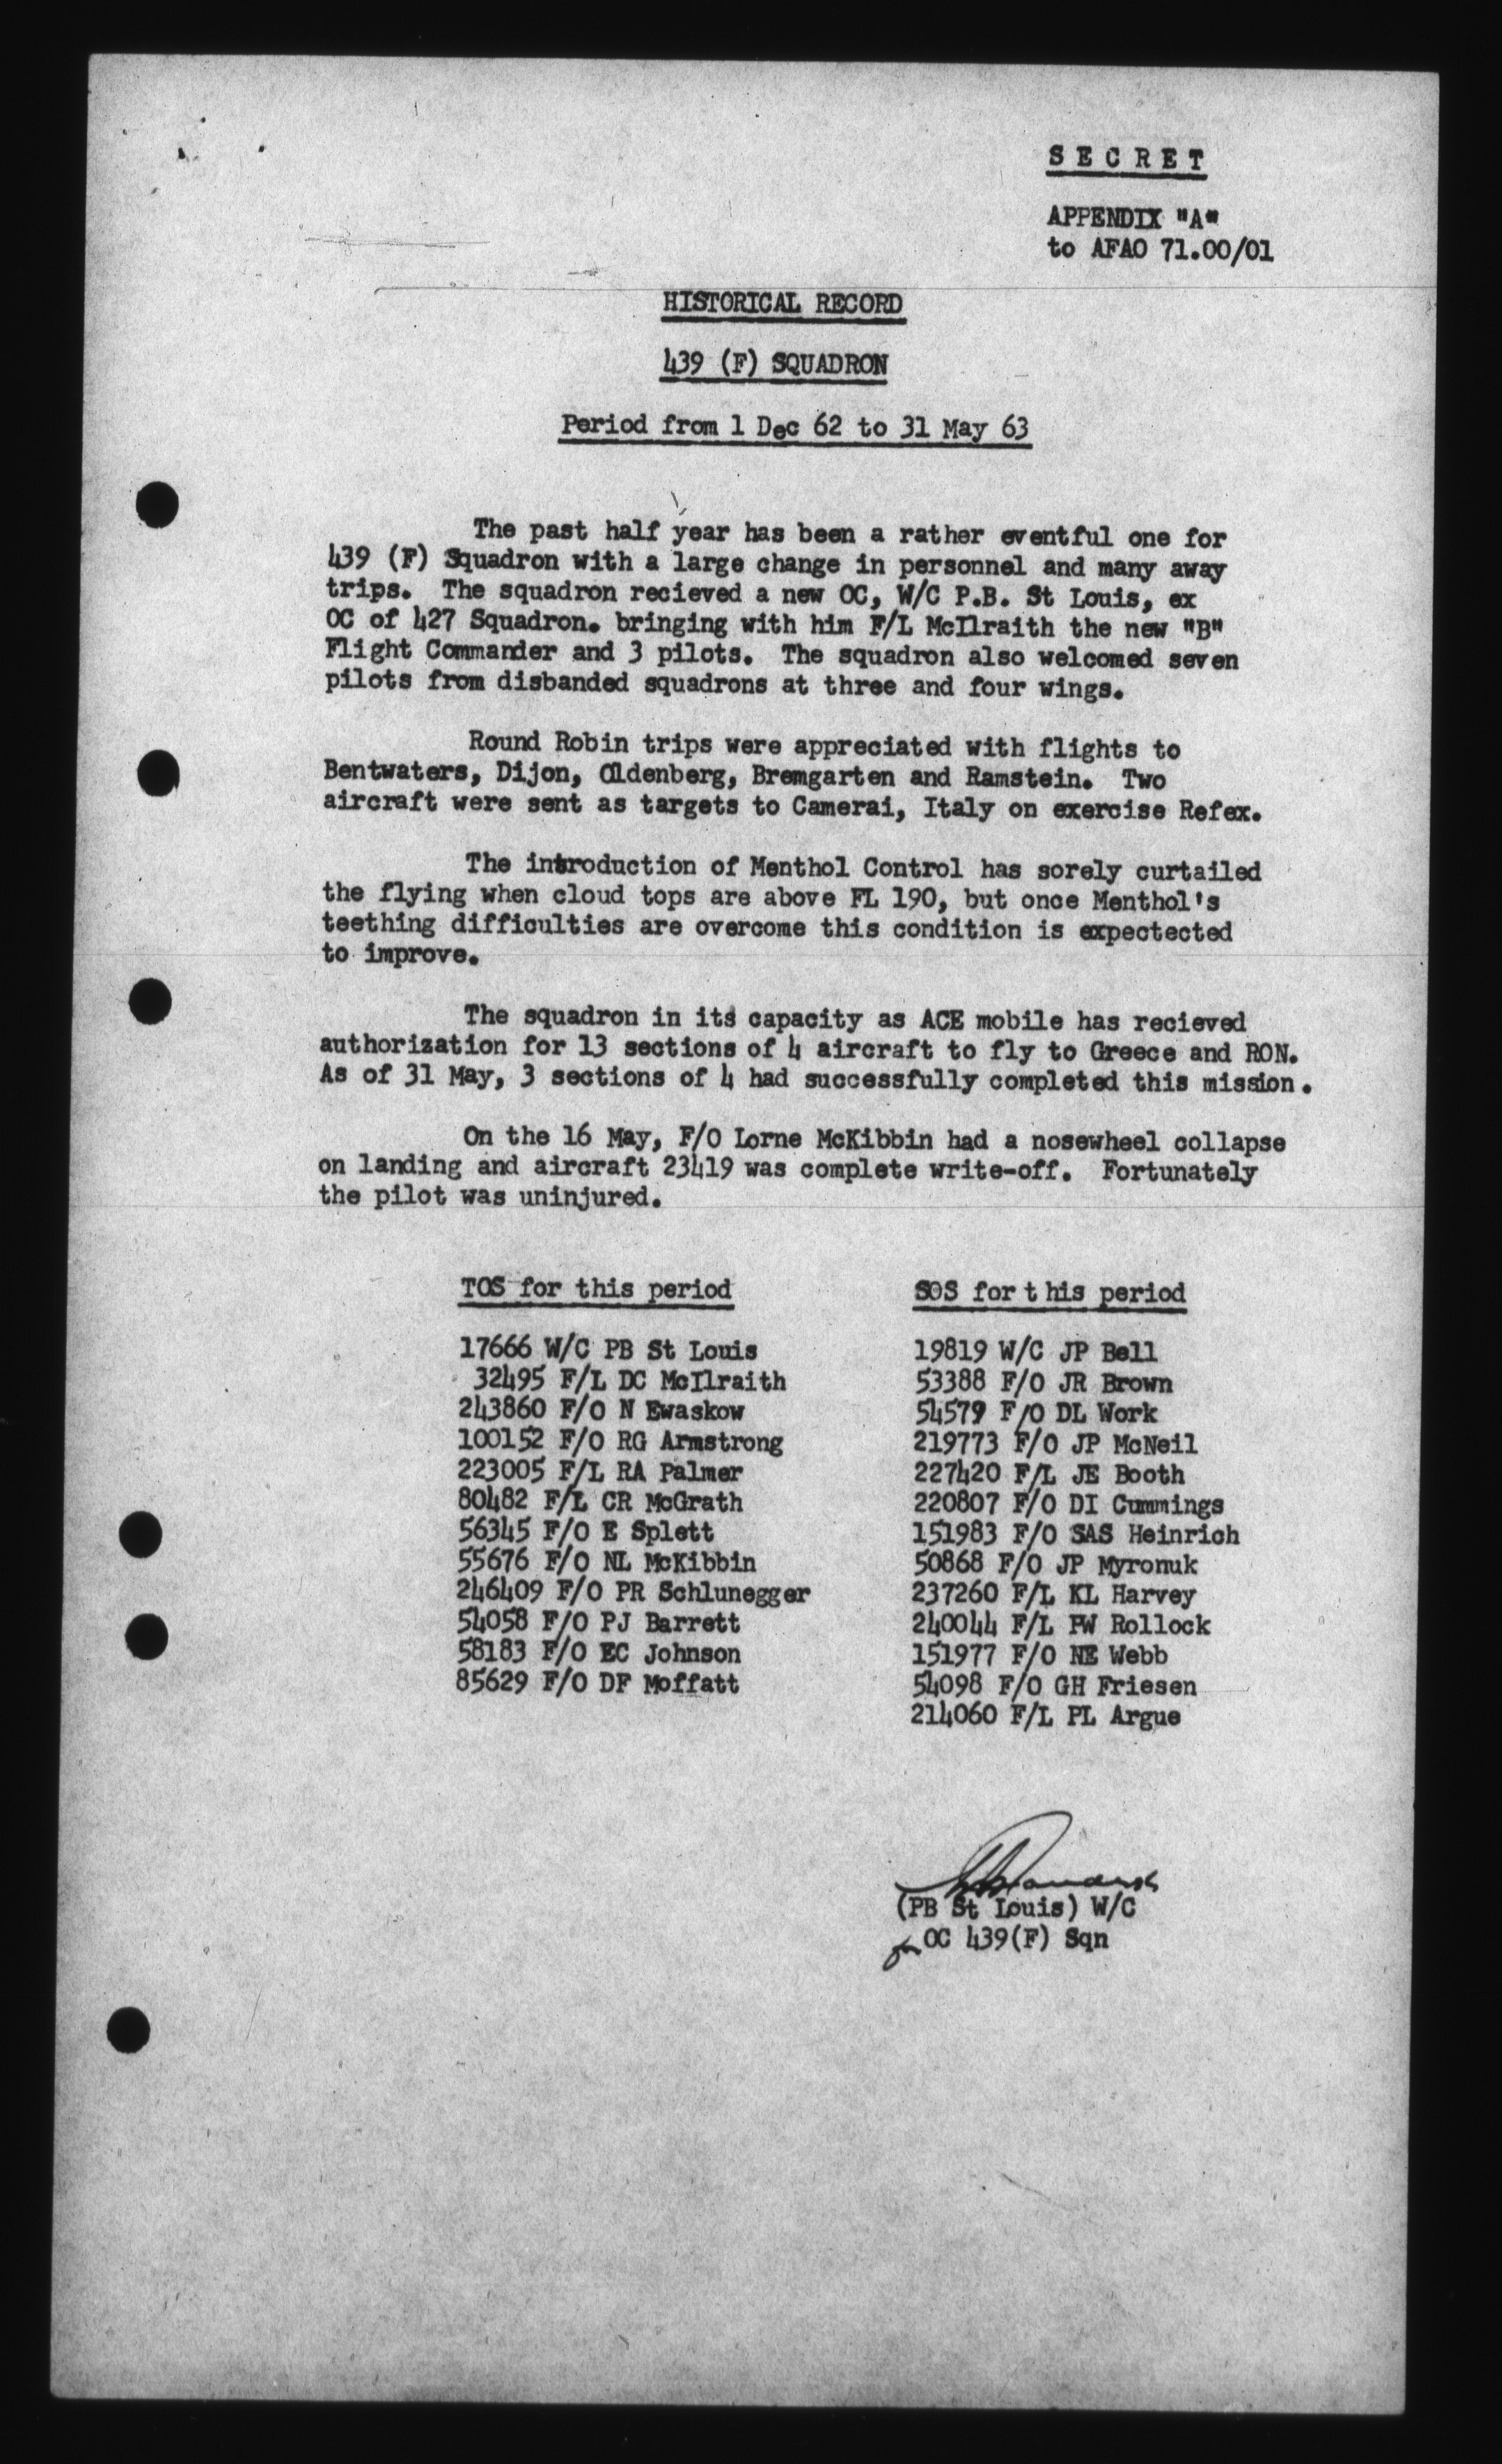 SECRET
APPENDIX "A"
to AFAO 71.00/01
HISTORICAL RECORD
439 (F) SQUADRON
Period from 1 Dec 62 to 31 May 63
The past half year has been a rather eventful one for
439 (F) Squadron with a large change in personnel and many away
trips. The squadron recieved a new OC, W/C P.B. St Louis, ex
OC of 427 Squadron. bringing with him F/L McIlraith the new "B"
Flight Commander and 3 pilots. The squadron also welcomed seven
pilots from disbanded squadrons at three and four wings.
Round Robin trips were appreciated with flights to
Bentwaters, Dijon, Oldenberg, Bremgarten and Ramstein. Two
aircraft were sent as targets to Camerai, Italy on exercise Refex.
The introduction of Menthol Control has sorely curtailed
the flying when cloud tops are above FL 190, but once Menthol's
teething difficulties are overcome this condition is expectected
to improve.
The squadron in its capacity as ACE mobile has recieved
authorization for 13 sections of 4 aircraft to fly to Greece and RON.
As of 31 May, 3 sections of 4 had successfully completed this mission.
On the 16 May, F/O Lorne McKibbin had a nosewheel collapse
on landing and aircraft 23419 was complete write-off. Fortunately
the pilot was uninjured.
TOS for this period
17666 W/C PB St Louis
32495 F/L DC McIlraith
243860 F/O N Ewaskow
100152 F/O RG Armstrong
223005 F/L RA Palmer
80482 F/L CR McGrath
56345 F/O E Splett
55676 F/O NL McKibbin
246409 F/O PR Schlunegger
54058 F/O PJ Barrett
58183 F/O EC Johnson
85629 F/O DF Moffatt
SOS for t his period
19819 W/C JP Bell
53388 F/O JR Brown
54579 F/O DL Work
219773 F/O JP McNeil
227420 F/L JE Booth
220807 F/O DI Cummings
151983 F/O SAS Heinrich
50868 F/O JP Myronuk
237260 F/L KL Harvey
240044 F/L PW Rollock
151977 F/O NE Webb
54098 F/O GH Friesen
214060 F/L PL Argue
(PB St Louis) W/C
for OC 439(F) Sqn